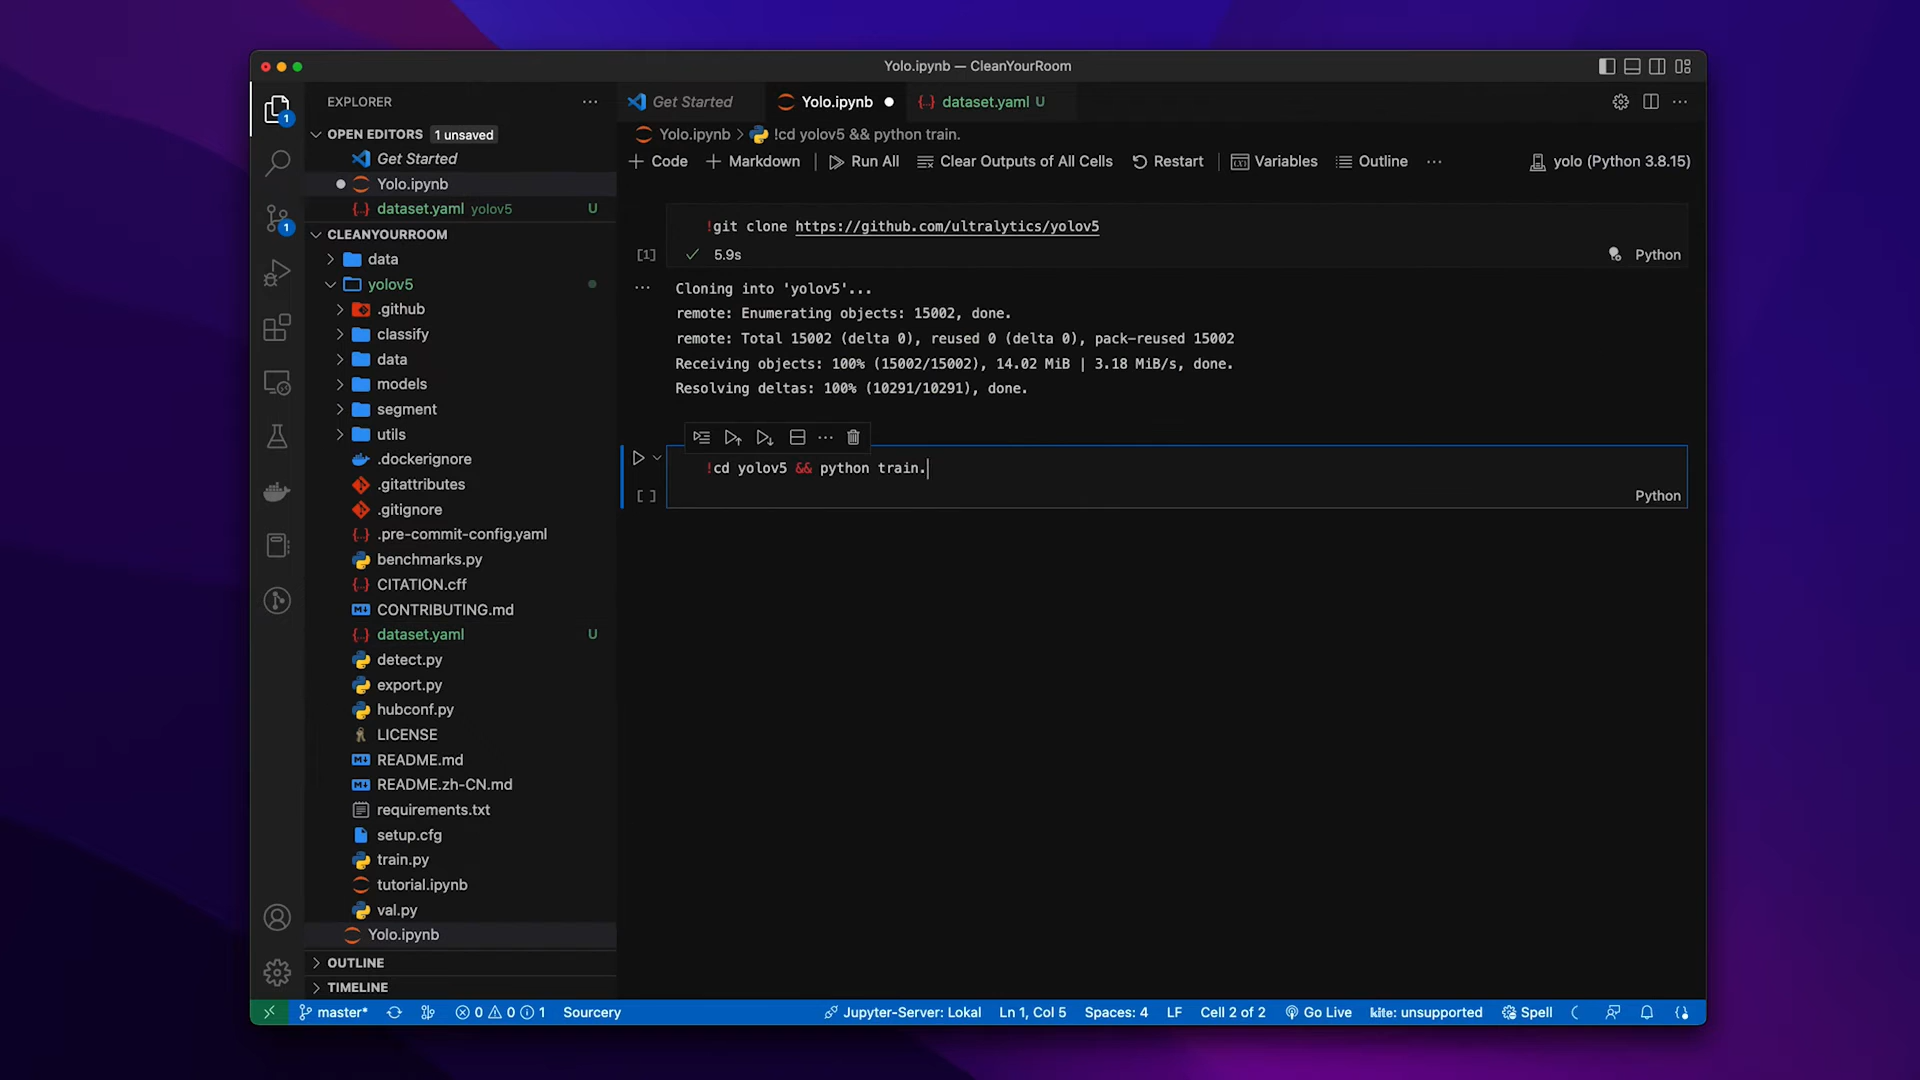 Yolo.ipynb — CleanYourRoom
EXPLORER
1
OPEN EDITORS 1 unsaved
Get Started
Yolo.ipynb
dataset.yaml yolov5 U
1
CLEANYOURROOM
data
yolov5
.github
classify
data
models
segment
utils
.dockerignore
.gitattributes
.gitignore
.pre-commit-config.yaml
benchmarks.py
CITATION.cff
CONTRIBUTING.md
dataset.yaml U
detect.py
export.py
hubconf.py
LICENSE
README.md
README.zh-CN.md
requirements.txt
setup.cfg
train.py
tutorial.ipynb
val.py
Yolo.ipynb
OUTLINE
TIMELINE
Get Started Yolo.ipynb dataset.yaml U
Yolo.ipynb > !cd yolov5 && python train.
+ Code + Markdown Run All Clear Outputs of All Cells Restart Variables Outline ··· yolo (Python 3.8.15)
!git clone https://github.com/ultralytics/yolov5
[1] ✓ 5.9s Python
Cloning into 'yolov5'...
remote: Enumerating objects: 15002, done.
remote: Total 15002 (delta 0), reused 0 (delta 0), pack-reused 15002
Receiving objects: 100% (15002/15002), 14.02 MiB | 3.18 MiB/s, done.
Resolving deltas: 100% (10291/10291), done.
!cd yolov5 && python train.
[ ] Python
master* 0 0 1 Sourcery Jupyter-Server: Lokal Ln 1, Col 5 Spaces: 4 LF Cell 2 of 2 Go Live kite: unsupported Spell